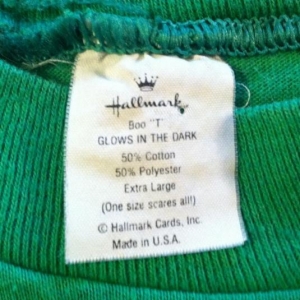 Hallmark
Boo "T"
GLOWS IN THE DARK
50% Cotton
50% Polyester
Extra Large
(One size scares all!)
© Hallmark Cards, Inc.
Made in U.S.A.